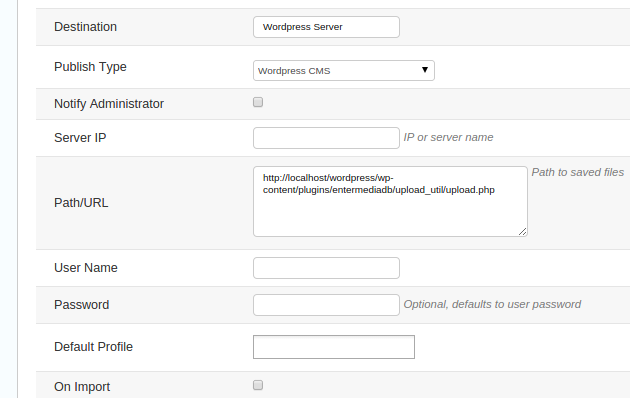 Destination Wordpress Server
Publish Type Wordpress CMS
Notify Administrator
Server IP IP or server name
Path/URL http://localhost/wordpress/wp-
content/plugins/entermediadb/upload_util/upload.php
Path to saved files
User Name
Password Optional, defaults to user password
Default Profile
On Import